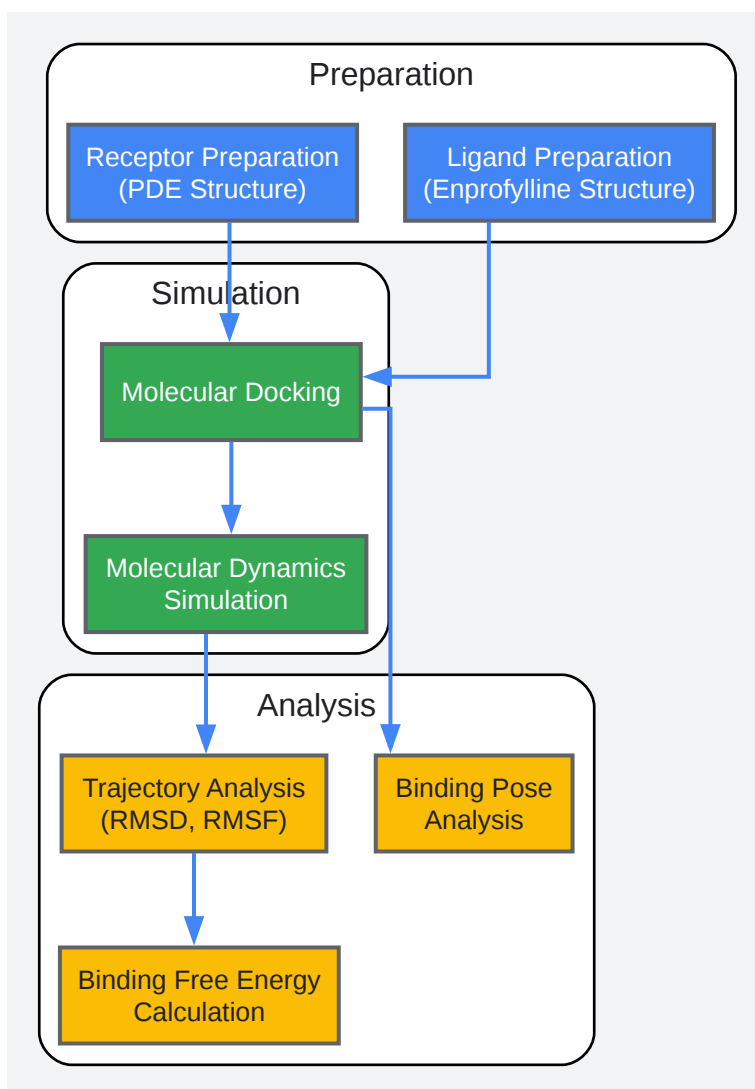 Preparation
Receptor Preparation
(PDE Structure)
Ligand Preparation
(Enprofylline Structure)
Simulation
Molecular Docking
Molecular Dynamics
Simulation
Analysis
Trajectory Analysis
(RMSD, RMSF)
Binding Pose
Analysis
Binding Free Energy
Calculation